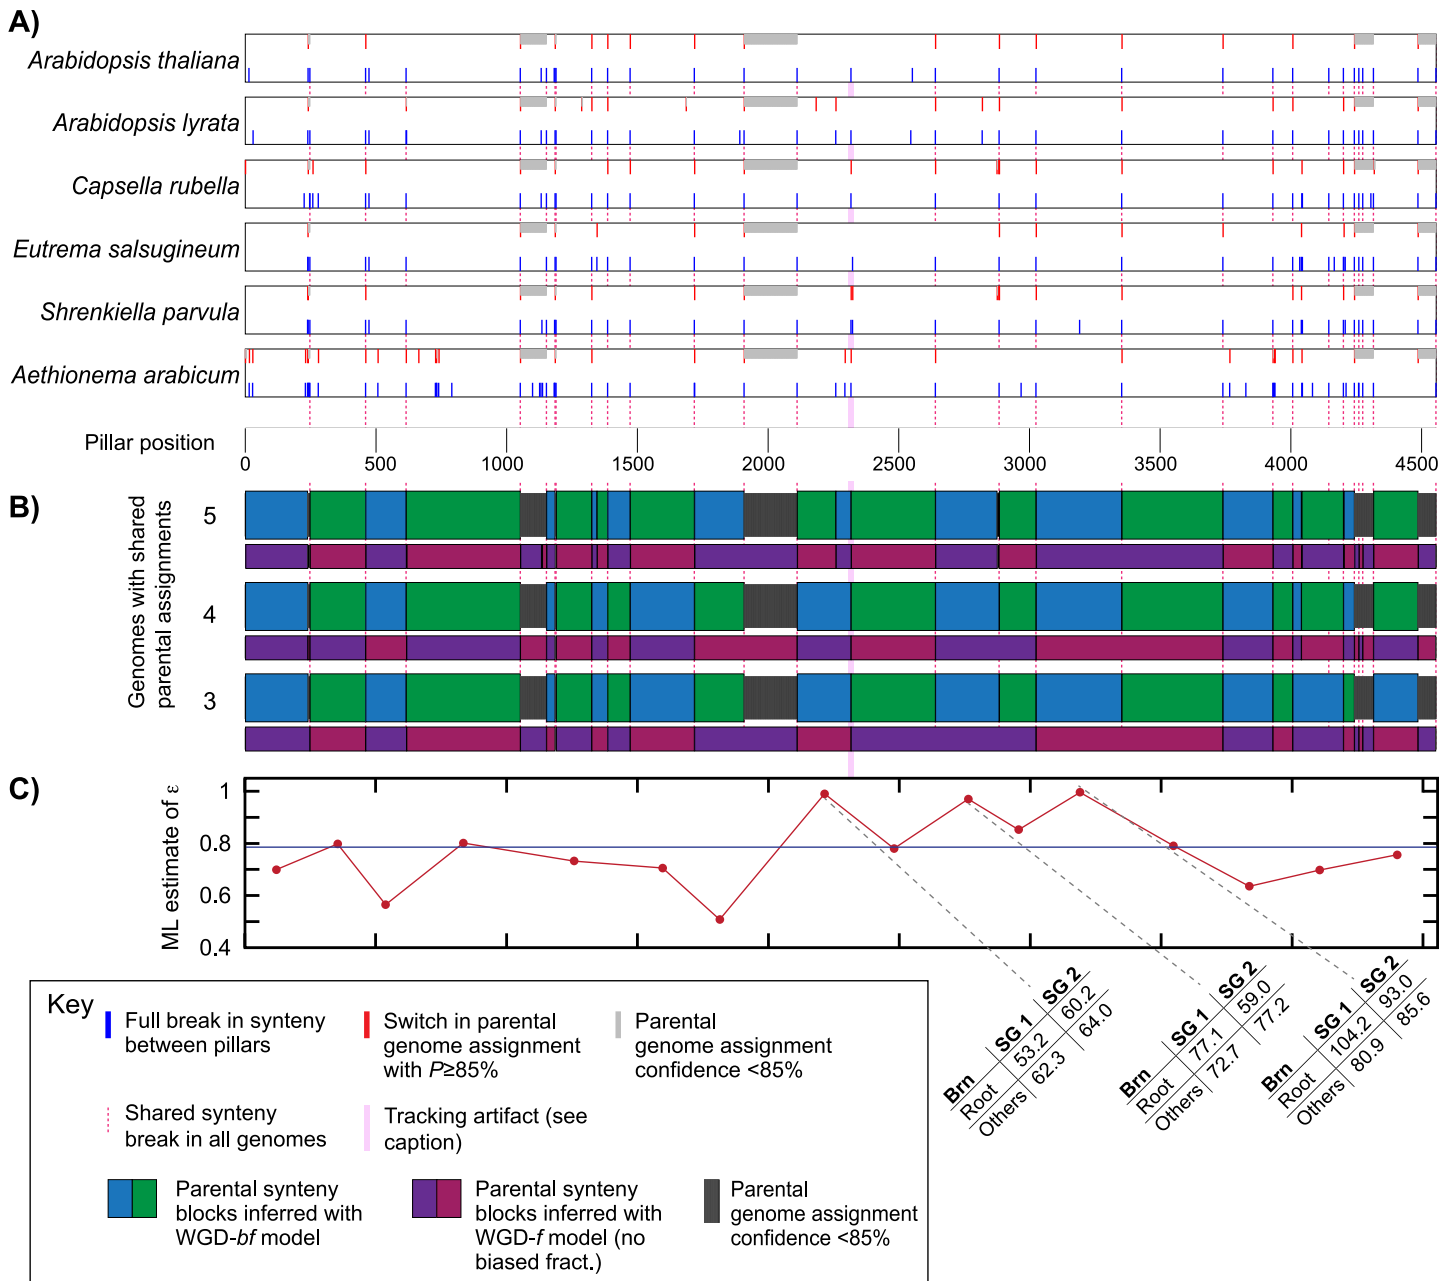 A)
Arabidopsis thaliana
Arabidopsis lyrata
Capsella rubella
Eutrema salsugineum
Shrenkiella parvula
Aethionema arabicum
Pillar position
0 500 1000 1500 2000 2500 3000 3500 4000 4500
B)
Genomes with shared
parental assignments
5
4
3
C)
ML estimate of ε
1
0.8
0.6
0.4
Brn SG 1 SG 2
Root 53.2 60.2
Others 62.3 64.0
Brn SG 1 SG 2
Root 77.1 59.0
Others 72.7 77.2
Brn SG 1 SG 2
Root 104.2 93.0
Others 80.9 85.6
Key
Full break in synteny
between pillars
Switch in parental
genome assignment
with P≥85%
Parental
genome assignment
confidence <85%
Shared synteny
break in all genomes
Tracking artifact (see
caption)
Parental synteny
blocks inferred with
WGD-bf model
Parental synteny
blocks inferred with
WGD-f model (no
biased fract.)
Parental
genome assignment
confidence <85%